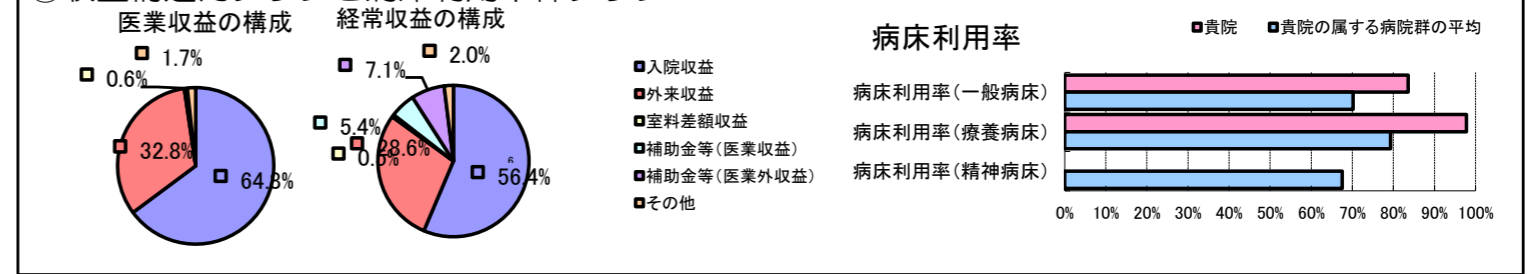 医業収益の構成
1.7%
0.6%
32.8%
64.3%
経常収益の構成
2.0%
7.1%
5.4%
28.6%
0.5%
56.4%
入院収益
外来収益
室料差額収益
補助金等(医業収益)
補助金等(医業外収益)
その他
病床利用率
貴院
貴院の属する病院群の平均
病床利用率(一般病床)
病床利用率(療養病床)
病床利用率(精神病床)
0% 10% 20% 30% 40% 50% 60% 70% 80% 90% 100%